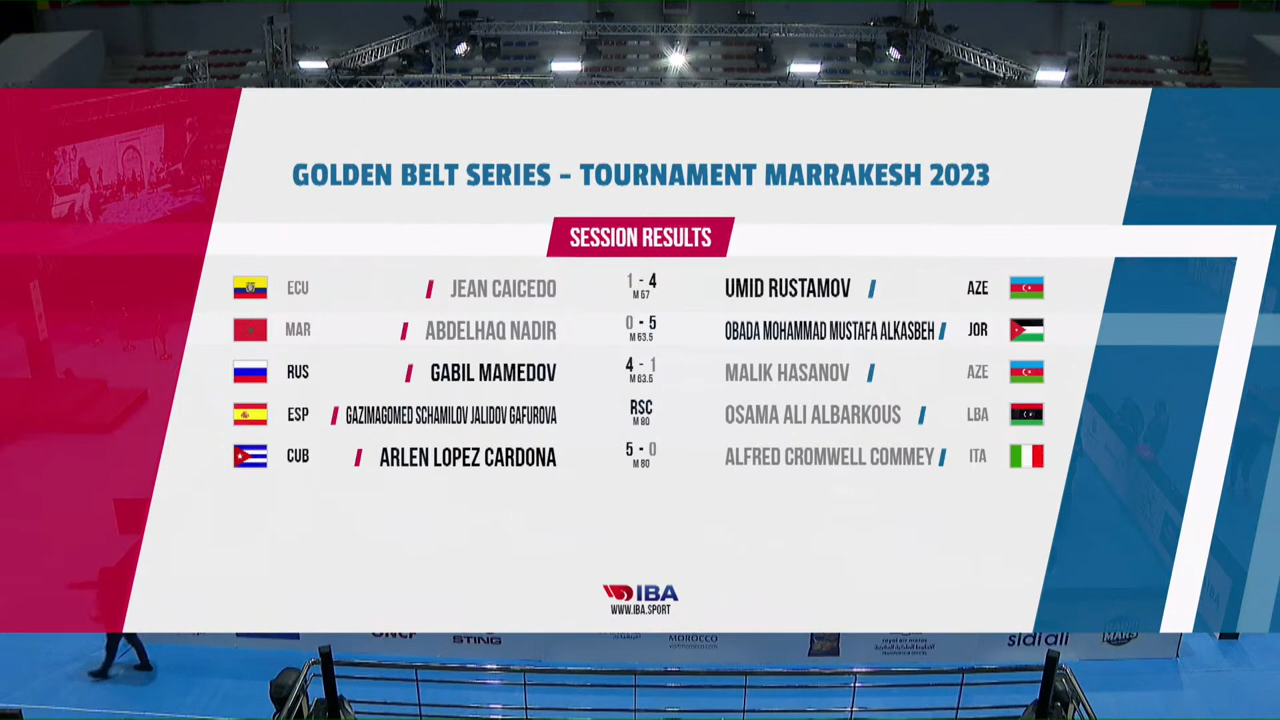 GOLDEN BELT SERIES - TOURNAMENT MARRAKESH 2023
SESSION RESULTS
ECU / JEAN CAICEDO 1 - 4 UMID RUSTAMOV / AZE
M 67
MAR / ABDELHAQ NADIR 0 - 5 OBADA MOHAMMAD MUSTAFA ALKASBEH / JOR
M 63.5
RUS / GABIL MAMEDOV 4 - 1 MALIK HASANOV / AZE
M 63.5
ESP / GAZIMAGOMED SCHAMILOV JALIDOV GAFUROVA RSC OSAMA ALI ALBARKOUS / LBA
M 80
CUB / ARLEN LOPEZ CARDONA 5 - 0 ALFRED CROMWELL COMMEY / ITA
M 80
IBA
WWW.IBA.SPORT
STING
MOROCCO
royal air maroc
sidi ali